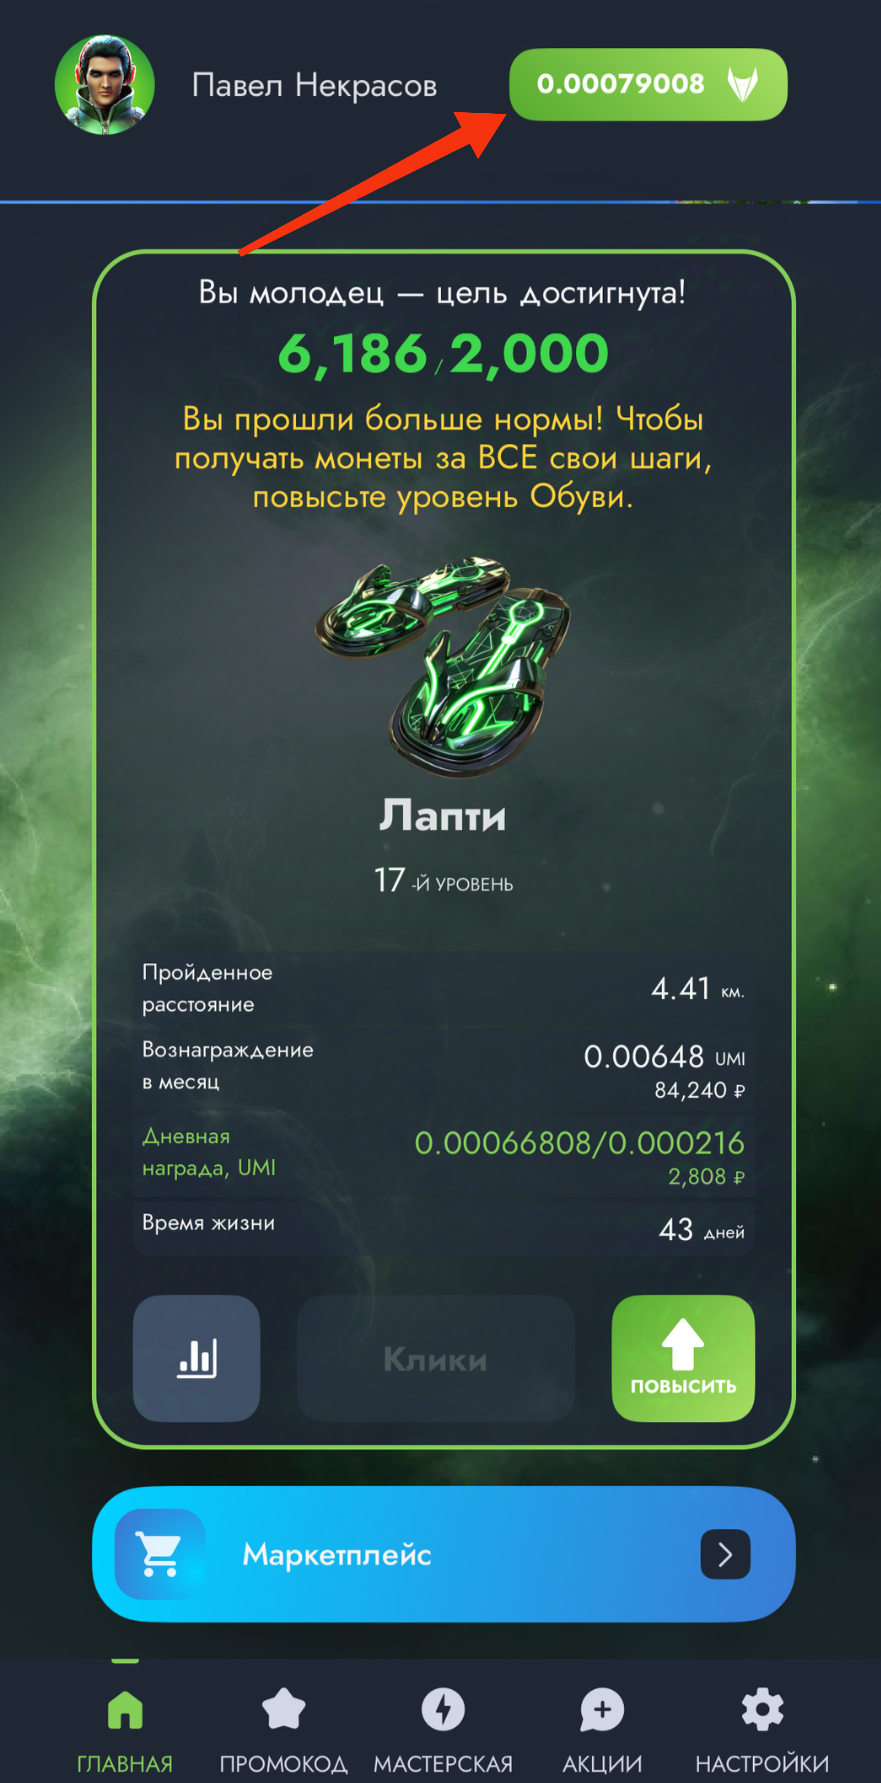 Павел Некрасов
0.00079008
Вы молодец — цель достигнута!
6,186 / 2,000
Вы прошли больше нормы! Чтобы
получать монеты за ВСЕ свои шаги,
повысьте уровень Обуви.
Лапти
17 -Й УРОВЕНЬ
Пройденное
расстояние
4.41 км.
Вознаграждение
в месяц
0.00648 UMI
84,240 ₽
Дневная
награда, UMI
0.00066808/0.000216
2,808 ₽
Время жизни
43 дней
Клики
ПОВЫСИТЬ
Маркетплейс
ГЛАВНАЯ
ПРОМОКОД
МАСТЕРСКАЯ
АКЦИИ
НАСТРОЙКИ